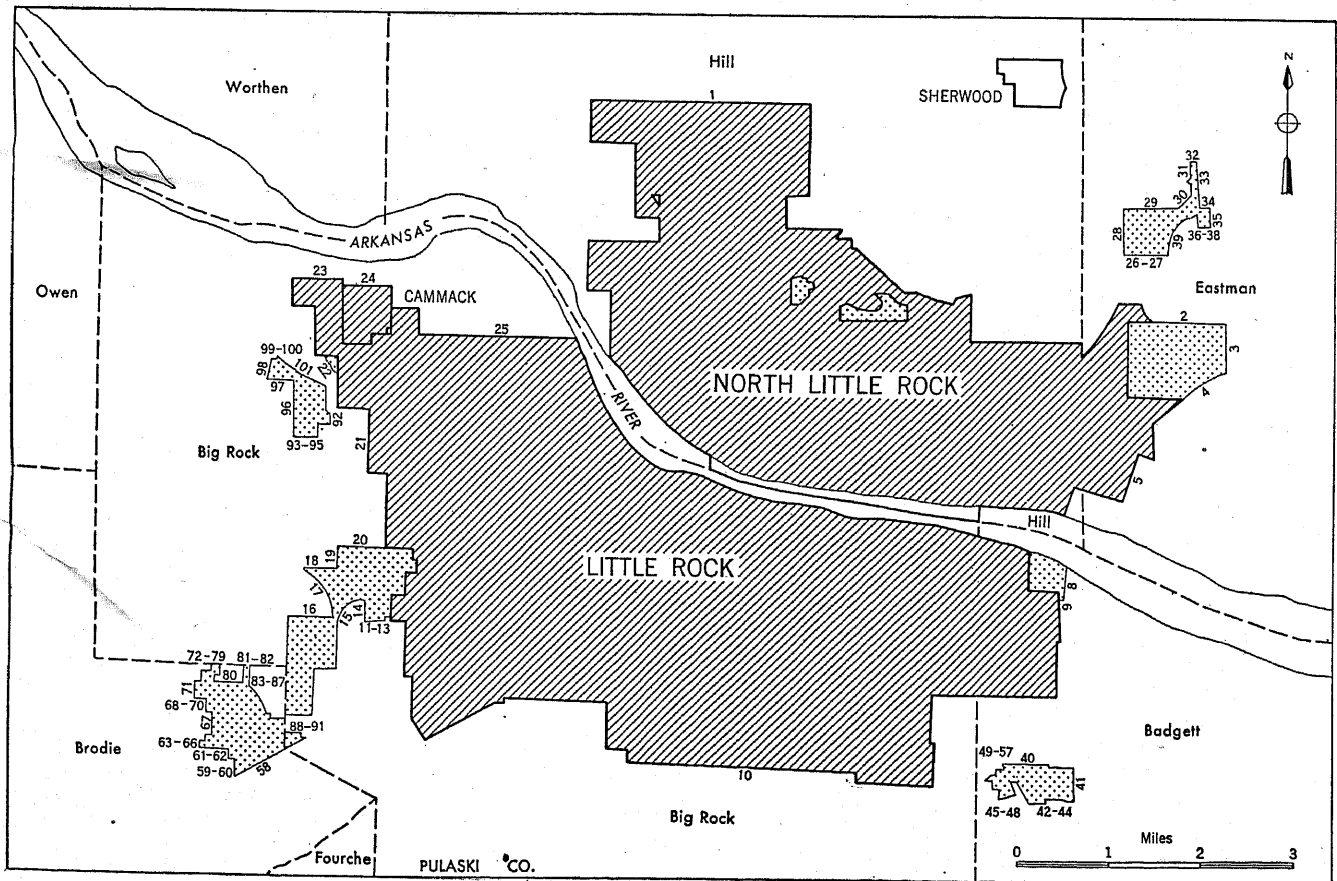 Hill
Worthen
SHERWOOD
N
1
32
31
33
30
29
34
28
35
39
36-38
26-27
ARKANSAS
Owen
23
24
CAMMACK
Eastman
25
2
3
99-100
101
22
98
97
NORTH LITTLE ROCK
4
96
92
RIVER
93-95
21
Big Rock
5
Hill
20
19
18
LITTLE ROCK
17
8
9
16
15
14
11-13
72-79
81-82
80
83-87
71
68-70
67
88-91
63-66
Brodie
61-62
59-60
58
Badgett
49-57
40
41
10
45-48
42-44
Big Rock
Miles
0 1 2 3
Fourche
PULASKI CO.